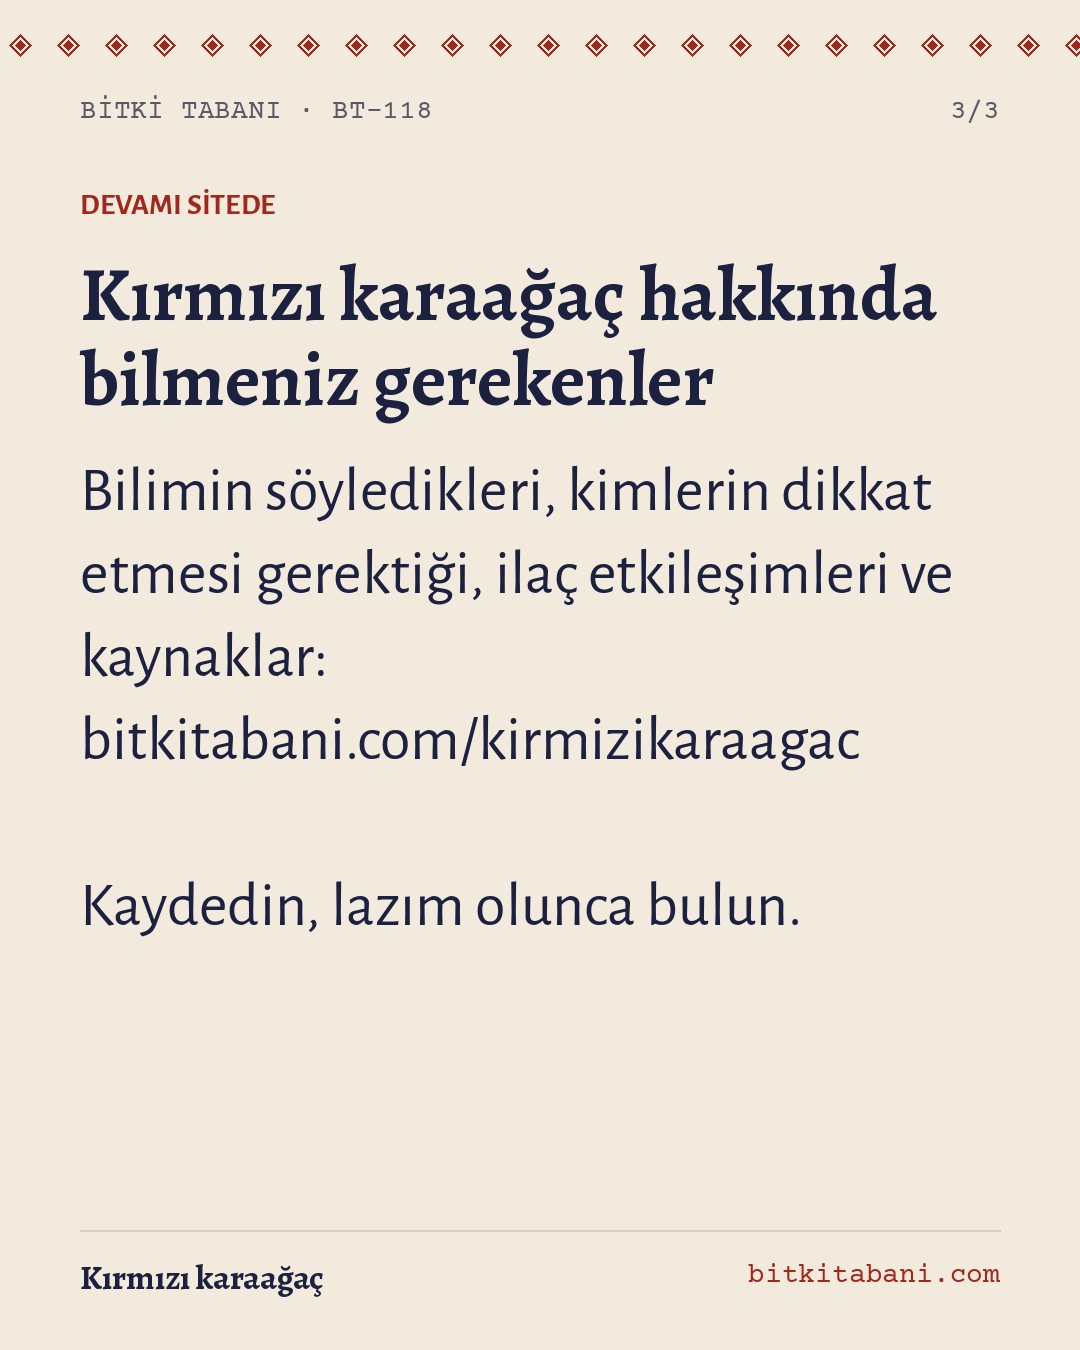 BİTKİ TABANI · BT-118
3/3
DEVAMI SİTEDE
Kırmızı karaağaç hakkında
bilmeniz gerekenler
Bilimin söyledikleri, kimlerin dikkat
etmesi gerektiği, ilaç etkileşimleri ve
kaynaklar:
bitkitabani.com/kirmizikaraagac
Kaydedin, lazım olunca bulun.
Kırmızı karaağaç
bitkitabani.com